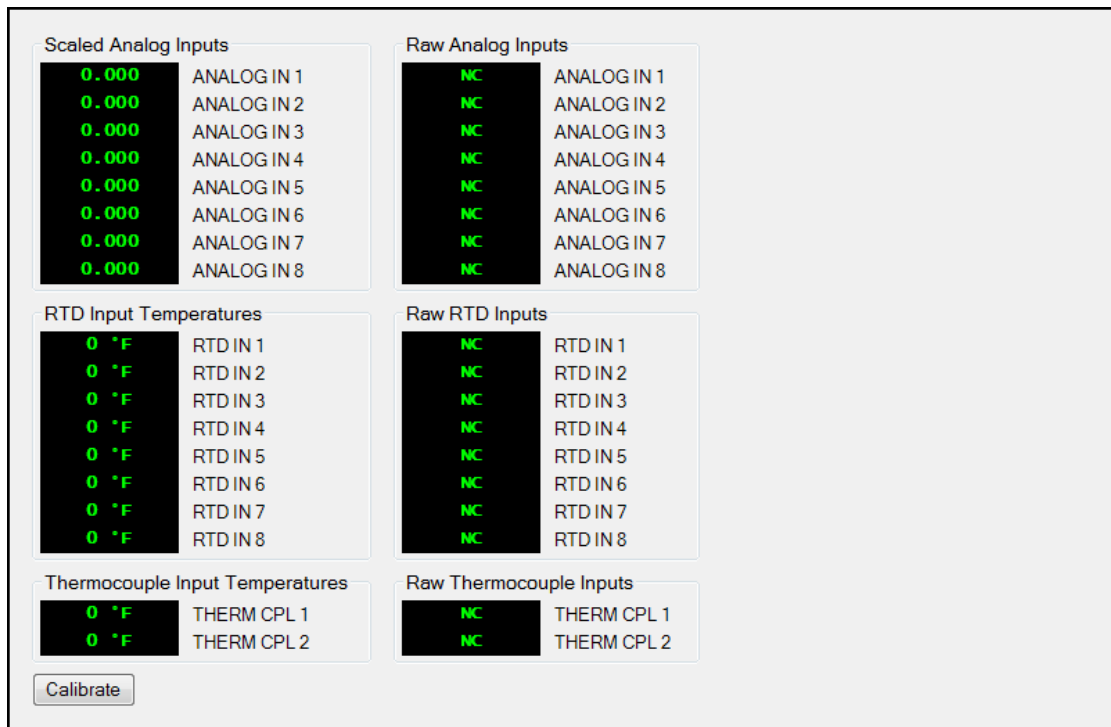 Scaled Analog Inputs
0.000 ANALOG IN 1
0.000 ANALOG IN 2
0.000 ANALOG IN 3
0.000 ANALOG IN 4
0.000 ANALOG IN 5
0.000 ANALOG IN 6
0.000 ANALOG IN 7
0.000 ANALOG IN 8
Raw Analog Inputs
NC ANALOG IN 1
NC ANALOG IN 2
NC ANALOG IN 3
NC ANALOG IN 4
NC ANALOG IN 5
NC ANALOG IN 6
NC ANALOG IN 7
NC ANALOG IN 8
RTD Input Temperatures
0 °F RTD IN 1
0 °F RTD IN 2
0 °F RTD IN 3
0 °F RTD IN 4
0 °F RTD IN 5
0 °F RTD IN 6
0 °F RTD IN 7
0 °F RTD IN 8
Raw RTD Inputs
NC RTD IN 1
NC RTD IN 2
NC RTD IN 3
NC RTD IN 4
NC RTD IN 5
NC RTD IN 6
NC RTD IN 7
NC RTD IN 8
Thermocouple Input Temperatures
0 °F THERM CPL 1
0 °F THERM CPL 2
Raw Thermocouple Inputs
NC THERM CPL 1
NC THERM CPL 2
Calibrate